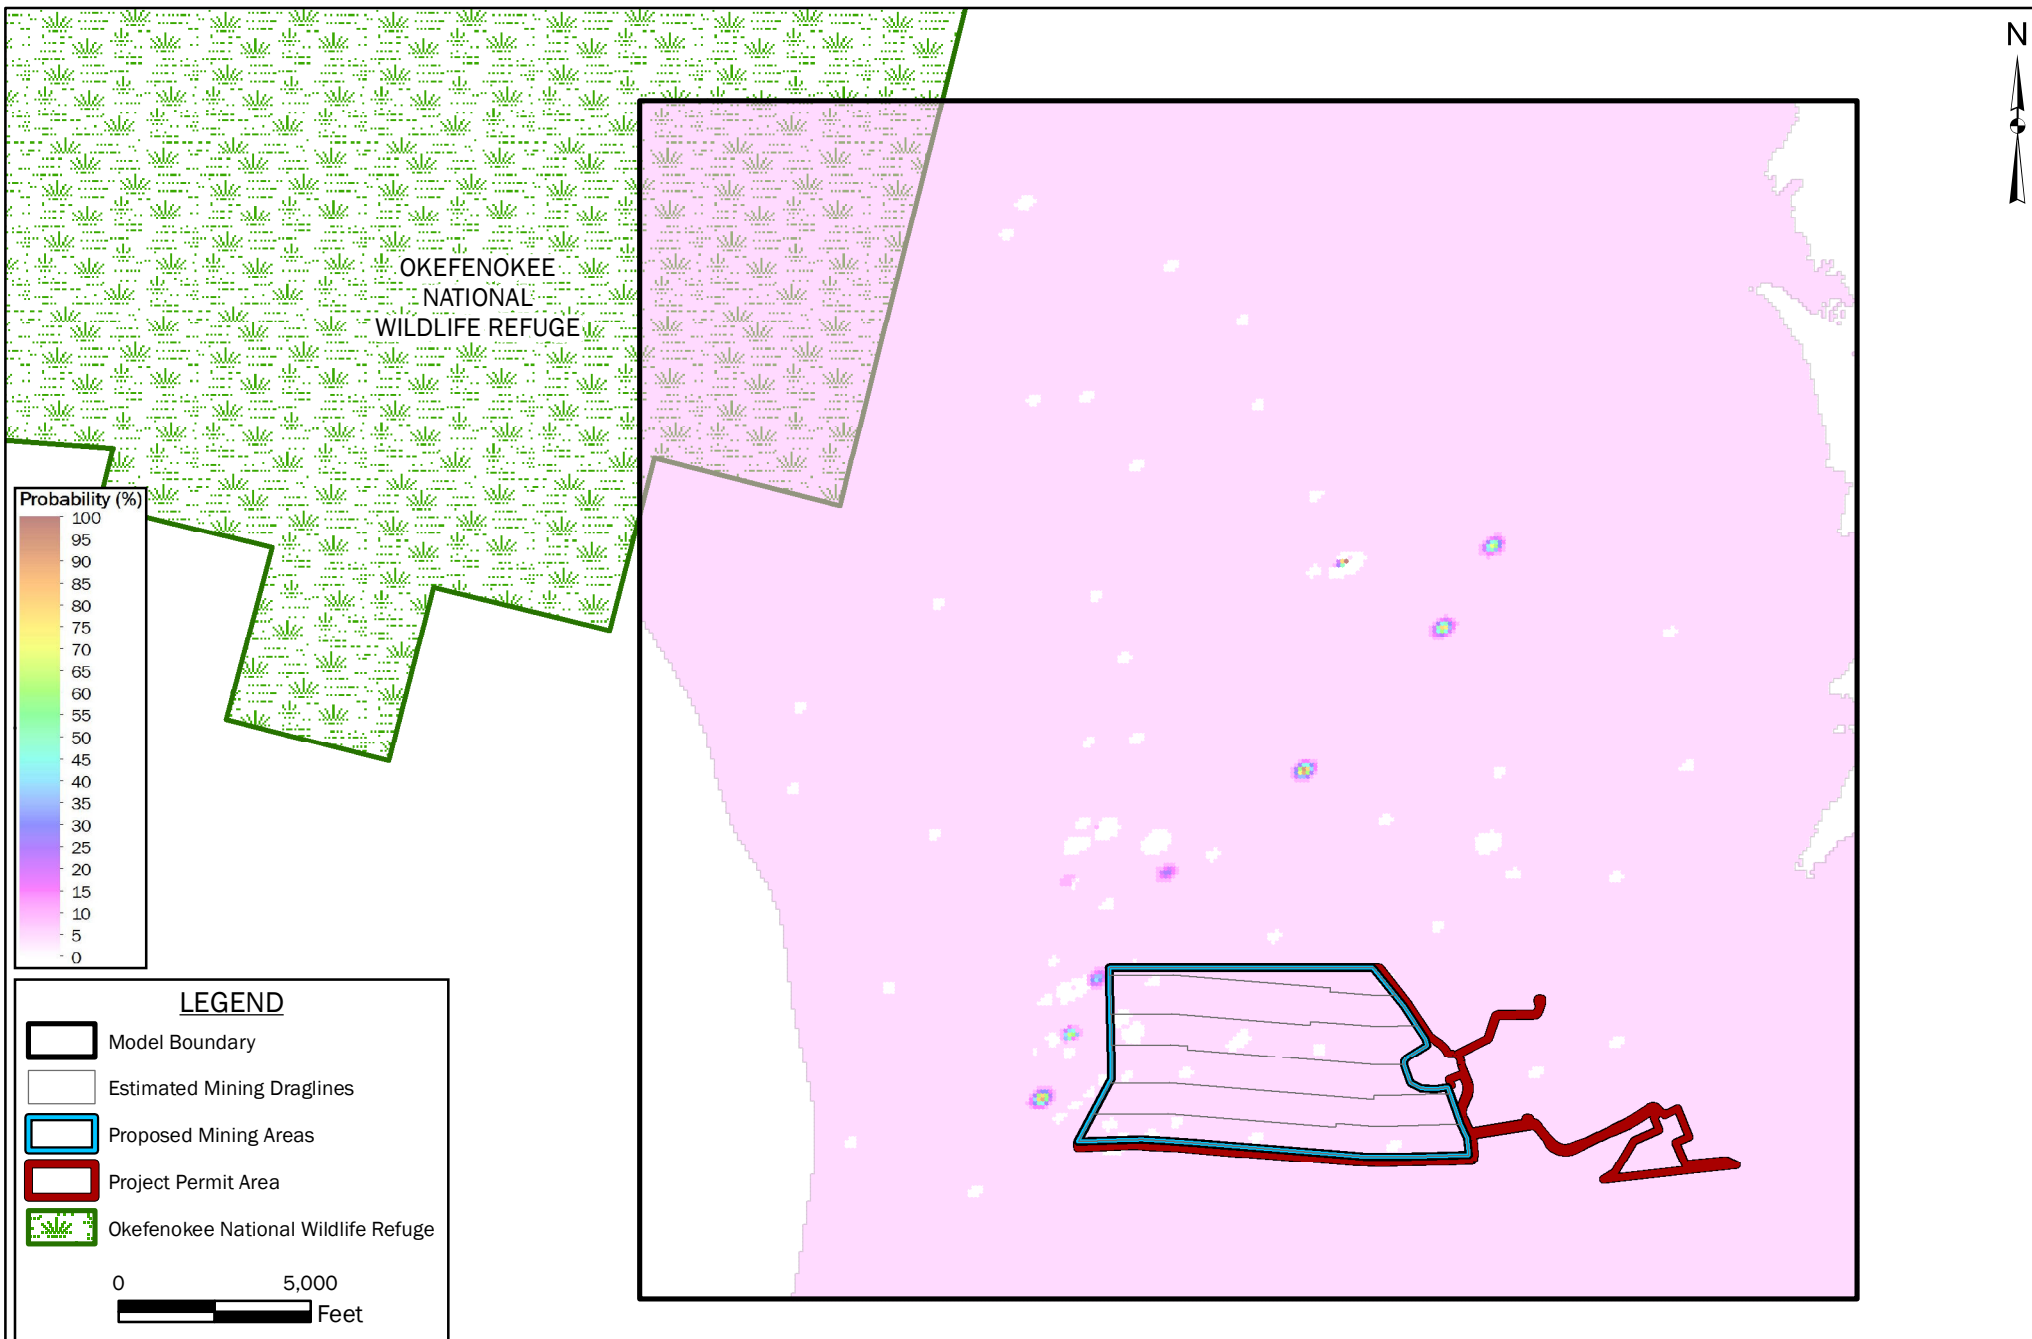 N
OKEFENOKEE
NATIONAL
WILDLIFE REFUGE
Probability (%)
100
95
90
85
80
75
70
65
60
55
50
45
40
35
30
25
20
15
10
5
0
LEGEND
Model Boundary
Estimated Mining Draglines
Proposed Mining Areas
Project Permit Area
Okefenokee National Wildlife Refuge
0 5,000
Feet